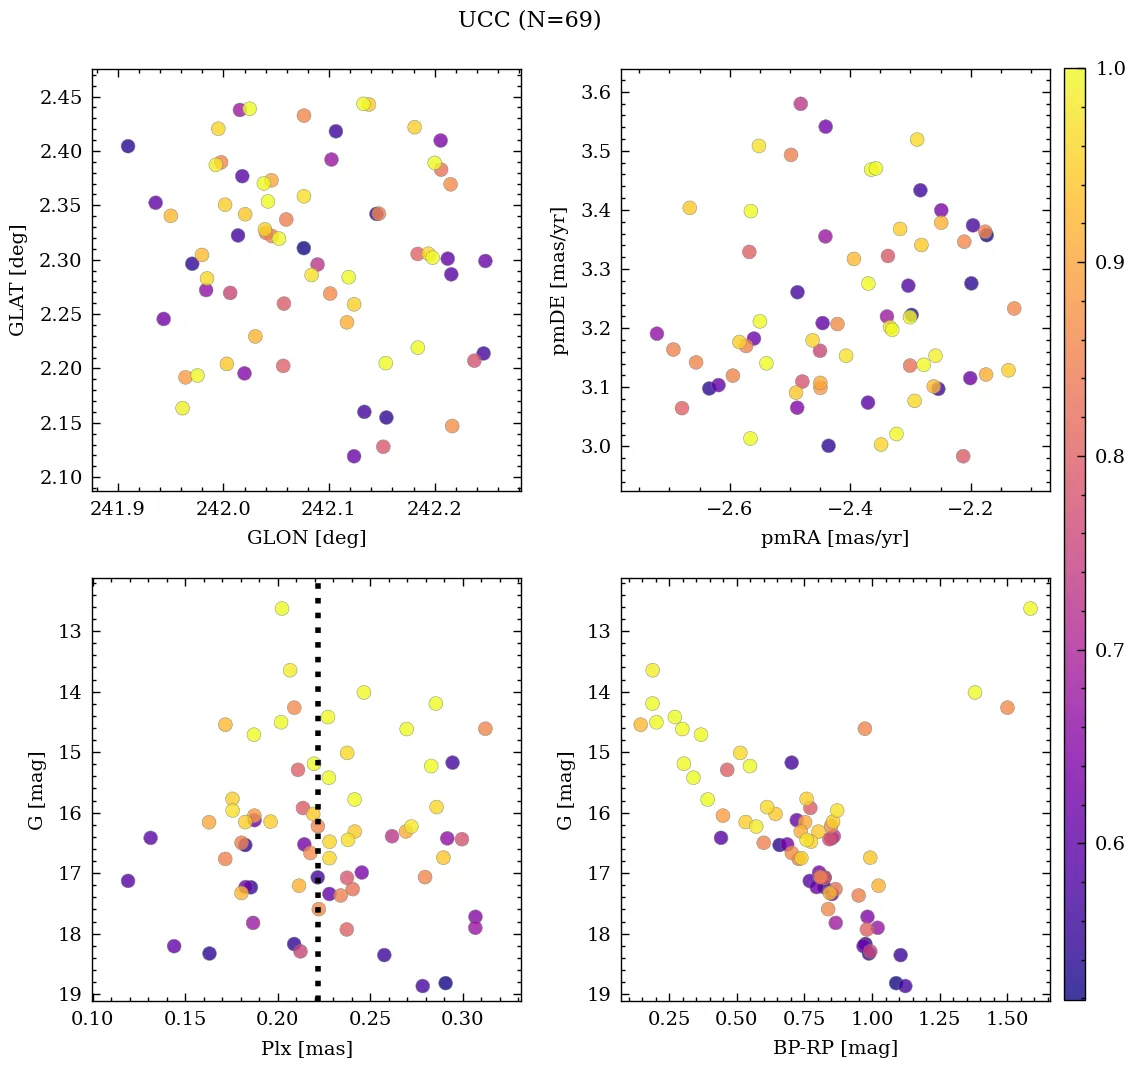 UCC (N=69)
2.45
2.40
2.35
2.30
2.25
2.20
2.15
2.10
GLAT [deg]
241.9 242.0 242.1 242.2
GLON [deg]
3.6
3.5
3.4
3.3
3.2
3.1
3.0
pmDE [mas/yr]
−2.6 −2.4 −2.2
pmRA [mas/yr]
13
14
15
16
17
18
19
G [mag]
0.10 0.15 0.20 0.25 0.30
Plx [mas]
13
14
15
16
17
18
19
G [mag]
0.25 0.50 0.75 1.00 1.25 1.50
BP-RP [mag]
1.0
0.9
0.8
0.7
0.6